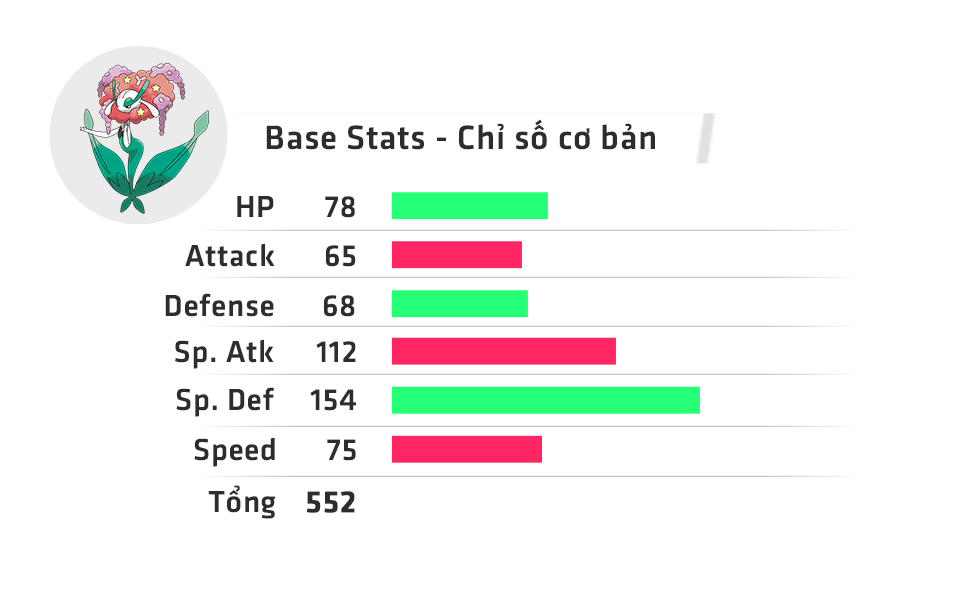 Base Stats - Chỉ số cơ bản
HP 78
Attack 65
Defense 68
Sp. Atk 112
Sp. Def 154
Speed 75
Tổng 552